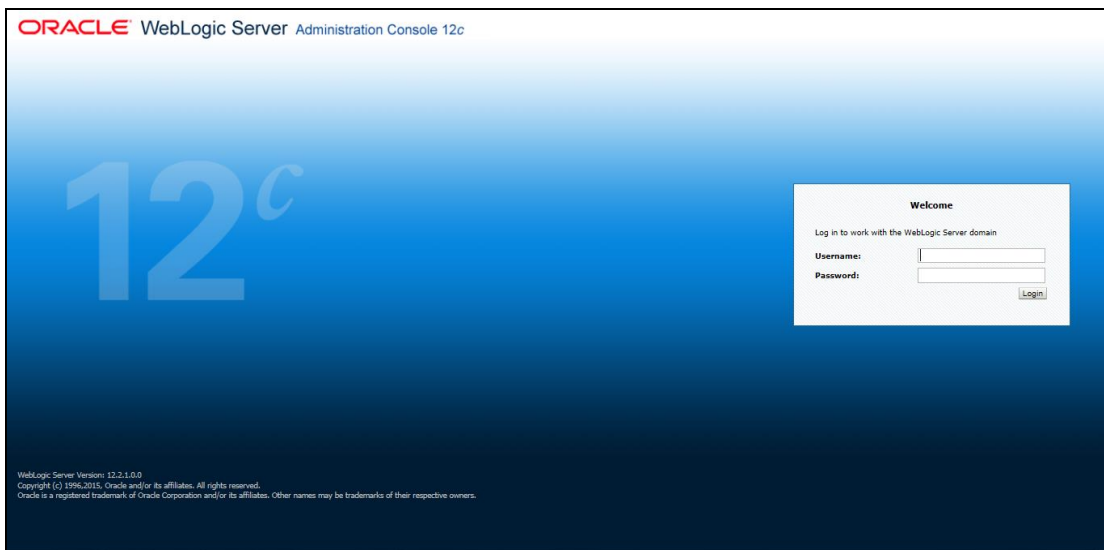 ORACLE WebLogic Server Administration Console 12c
12c
Welcome
Log in to work with the WebLogic Server domain
Username:
Password:
Login
WebLogic Server Version: 12.2.1.0.0
Copyright (c) 1996,2015, Oracle and/or its affiliates. All rights reserved.
Oracle is a registered trademark of Oracle Corporation and/or its affiliates. Other names may be trademarks of their respective owners.